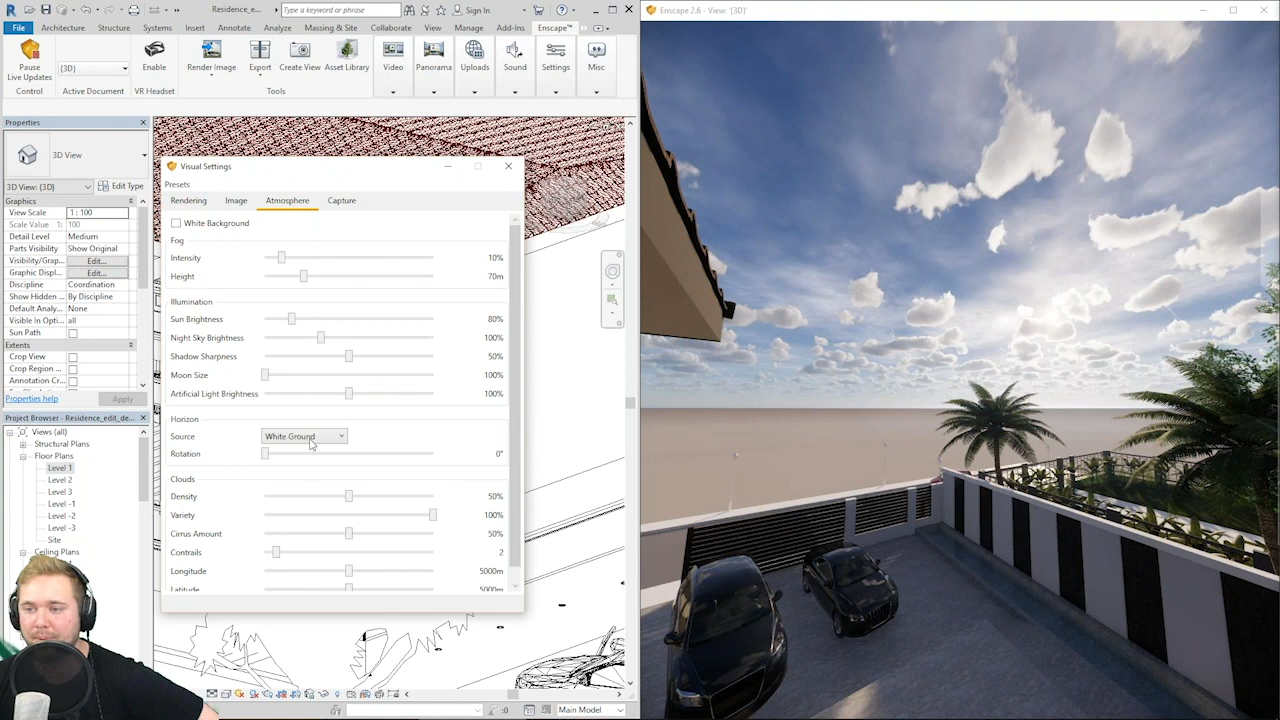 Residence_e...
Type a keyword or phrase
Sign In
Enscape 2.6 - View: '{3D}'
File Architecture Structure Systems Insert Annotate Analyze Massing & Site Collaborate View Manage Add-Ins Enscape™
Pause
Live Updates
{3D}
Enable
Render Image
Export
Create View
Asset Library
Video
Panorama
Uploads
Sound
Settings
Misc
Control
Active Document
VR Headset
Tools
Properties
3D View
3D View: {3D}
Edit Type
Graphics
View Scale 1 : 100
Scale Value 1: 100
Detail Level Medium
Parts Visibility Show Original
Visibility/Grap... Edit...
Graphic Displ... Edit...
Discipline Coordination
Show Hidden ... By Discipline
Default Analy... None
Visible In Opti... all
Sun Path
Extents
Crop View
Crop Region ...
Annotation Cr...
Properties help
Apply
Project Browser - Residence_edit_de...
Views (all)
Structural Plans
Floor Plans
Level 1
Level 2
Level 3
Level -1
Level -2
Level -3
Site
Ceiling Plans
Visual Settings
Presets
Rendering Image Atmosphere Capture
White Background
Fog
Intensity 10%
Height 70m
Illumination
Sun Brightness 80%
Night Sky Brightness 100%
Shadow Sharpness 50%
Moon Size 100%
Artificial Light Brightness 100%
Horizon
Source White Ground
Rotation 0°
Clouds
Density 50%
Variety 100%
Cirrus Amount 50%
Contrails 2
Longitude 5000m
Latitude 5000m
:0
Main Model